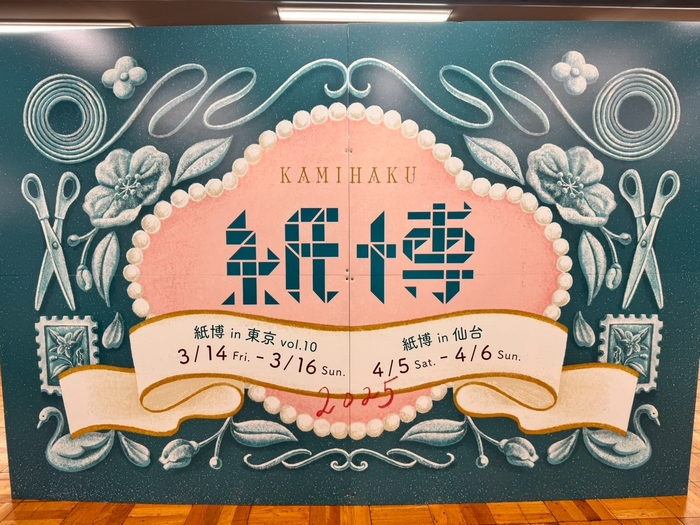 KAMIHAKU
紙博
紙博 in 東京 vol.10
3/14 Fri. - 3/16 Sun.
紙博 in 仙台
4/5 Sat. - 4/6 Sun.
2025